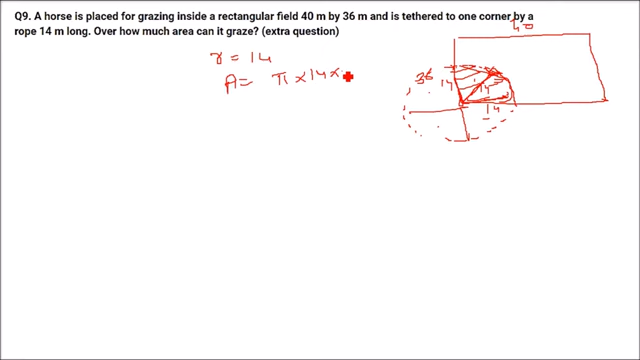 Q9. A horse is placed for grazing inside a rectangular field 40 m by 36 m and is tethered to one corner by a
rope 14 m long. Over how much area can it graze? (extra question)
40
r = 14
A = π × 14 ×
36
14
14
14